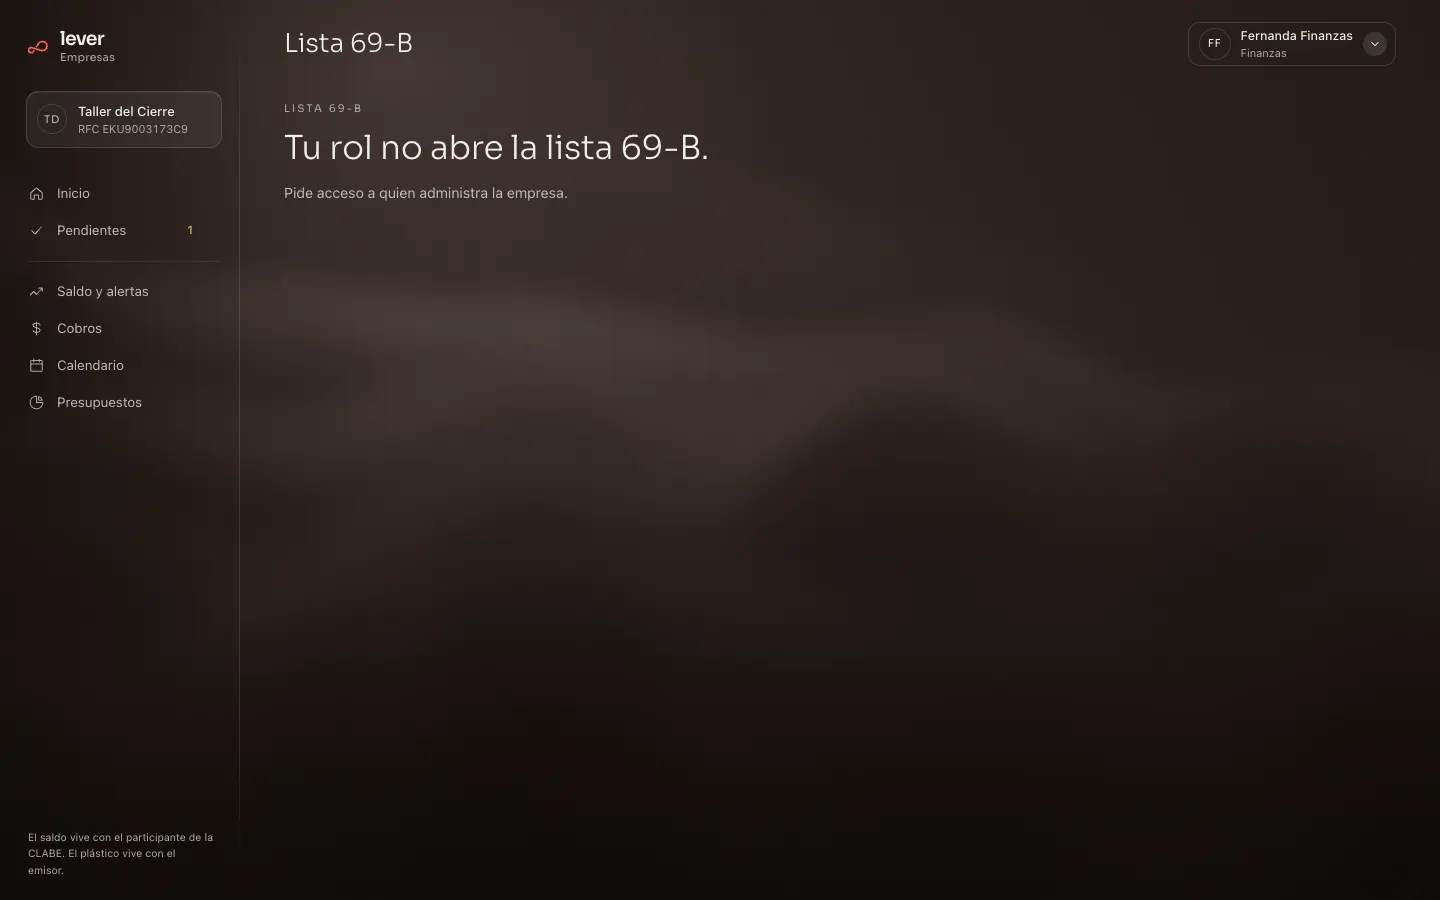 lever
Empresas
TD
Taller del Cierre
RFC EKU9003173C9
Inicio
Pendientes 1
Saldo y alertas
Cobros
Calendario
Presupuestos
El saldo vive con el participante de la
CLABE. El plástico vive con el
emisor.
Lista 69-B
FF
Fernanda Finanzas
Finanzas
LISTA 69-B
Tu rol no abre la lista 69-B.
Pide acceso a quien administra la empresa.